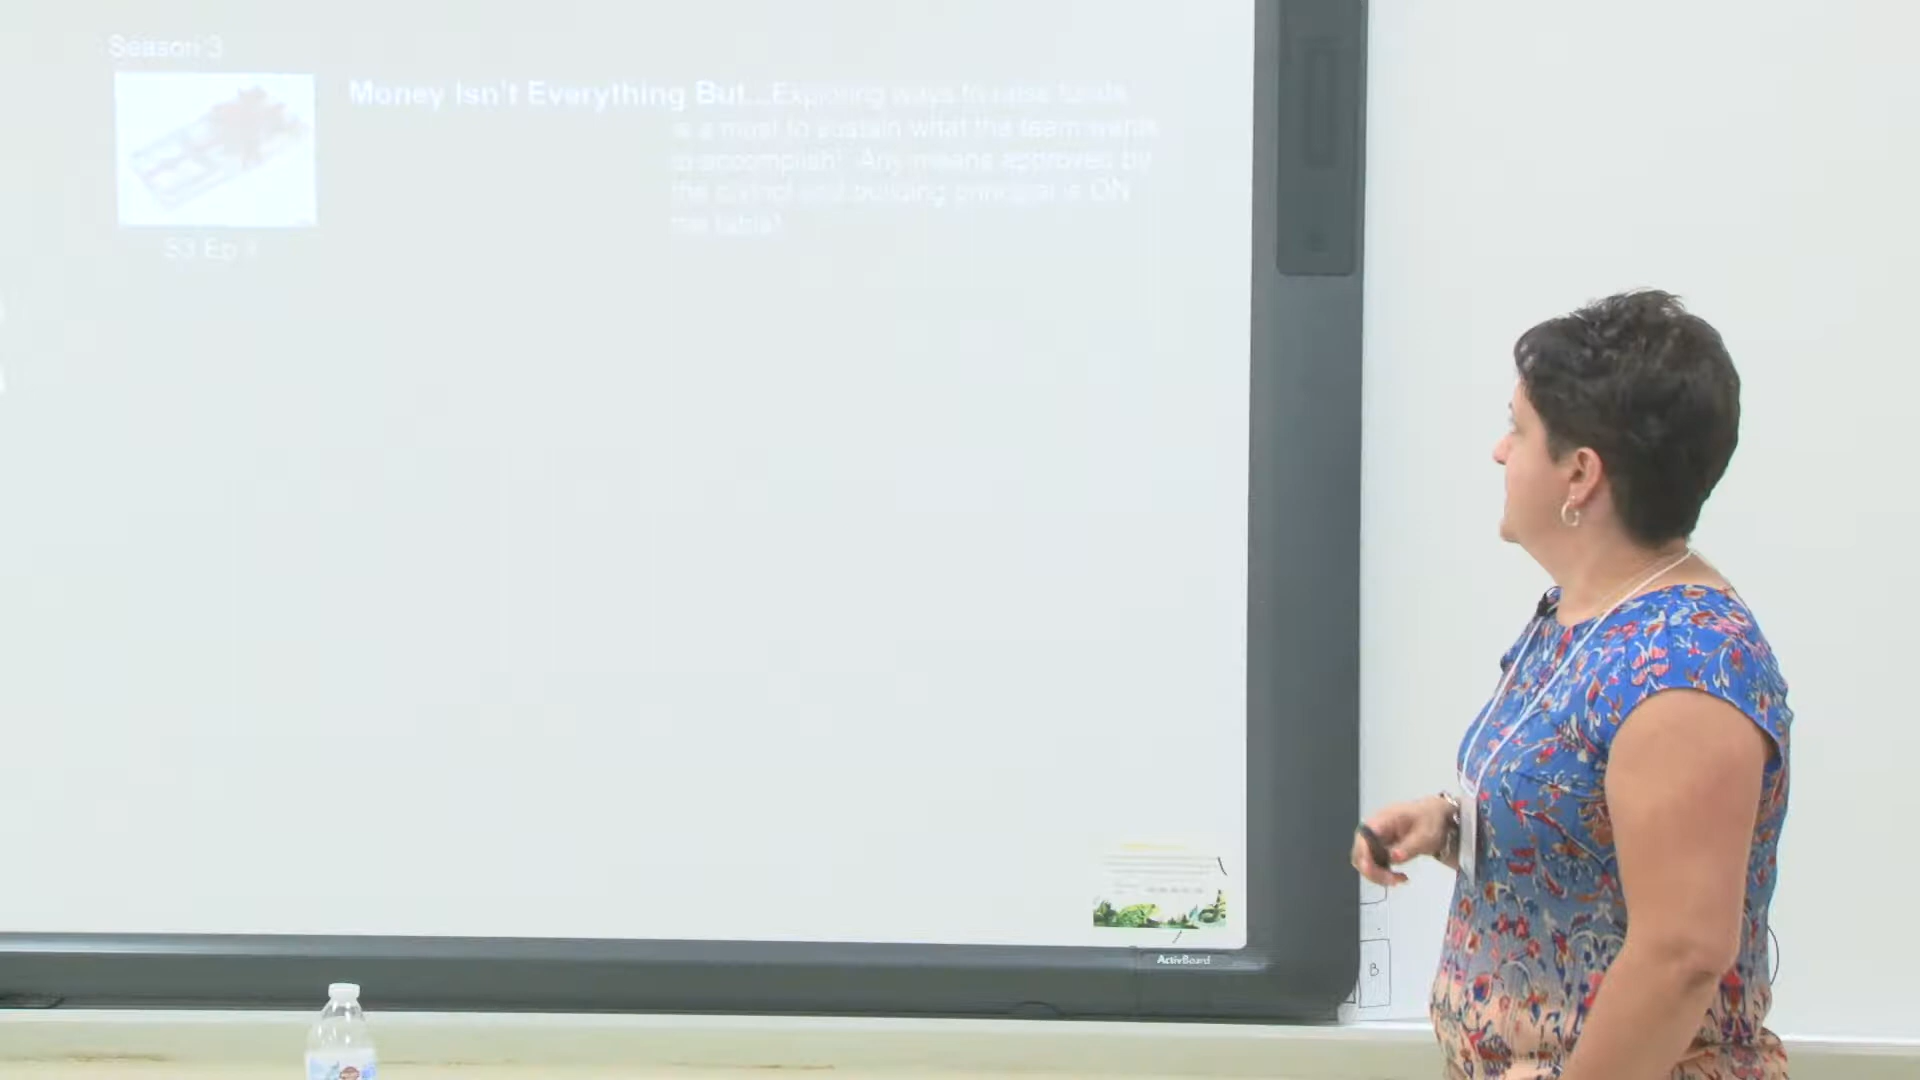 Season 3
Money Isn't Everything But...Exploring ways to raise funds
is a must to sustain what the team wants
to accomplish! Any means approved by
the district and building principal is ON
the table!
S3 Ep
ActivBoard
B